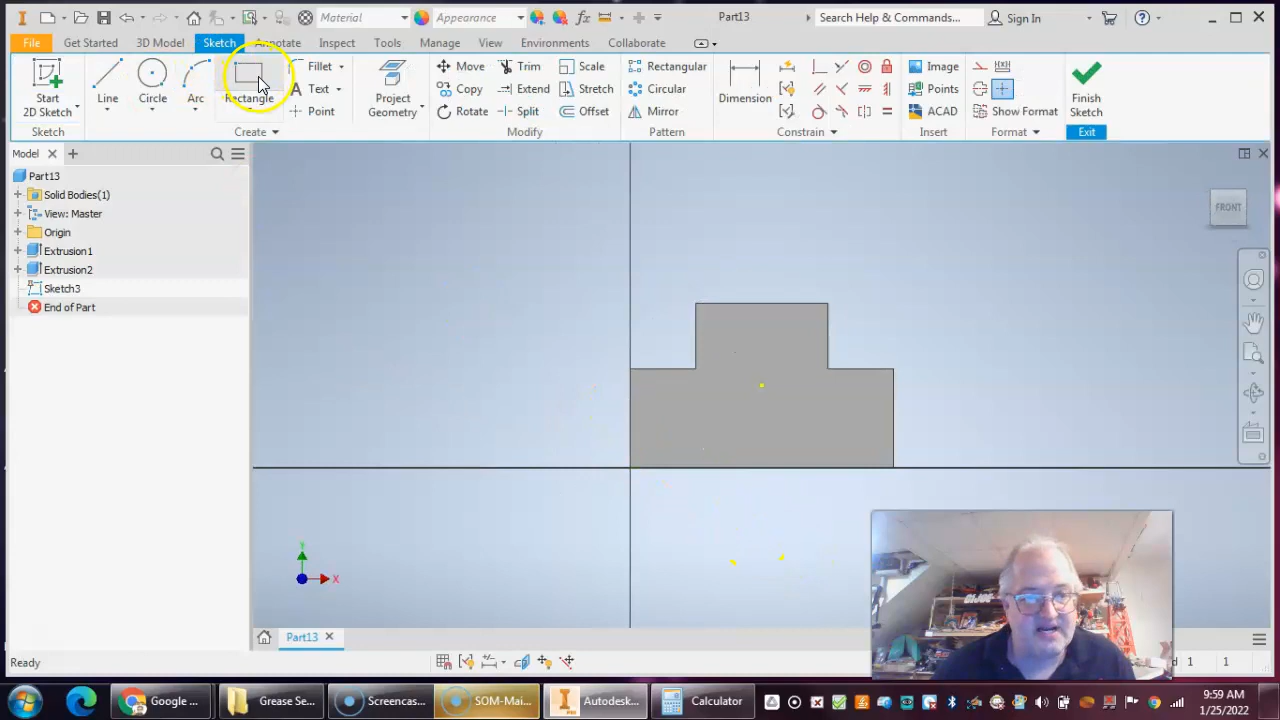 Material
Appearance
Part13
Search Help & Commands...
Sign In
File
Get Started
3D Model
Sketch
Annotate
Inspect
Tools
Manage
View
Environments
Collaborate
Start
2D Sketch
Line
Circle
Arc
Rectangle
Fillet
Text
Point
Project
Geometry
Move
Copy
Rotate
Trim
Extend
Split
Scale
Stretch
Offset
Rectangular
Circular
Mirror
Dimension
Image
Points
ACAD
Show Format
Finish
Sketch
Sketch
Create
Modify
Pattern
Constrain
Insert
Format
Exit
Model
Part13
Solid Bodies(1)
View: Master
Origin
Extrusion1
Extrusion2
Sketch3
End of Part
FRONT
Y
X
Part13
Ready
1 1
Google ...
Grease Se...
Screencas...
SOM-Mai...
Autodesk...
Calculator
9:59 AM
1/25/2022